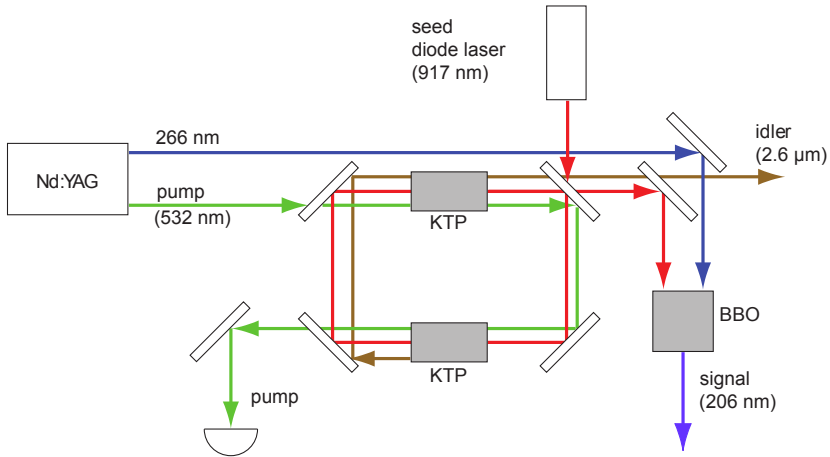 seed
diode laser
(917 nm)
266 nm
idler
(2.6 µm)
Nd:YAG
pump
(532 nm)
KTP
BBO
KTP
signal
(206 nm)
pump